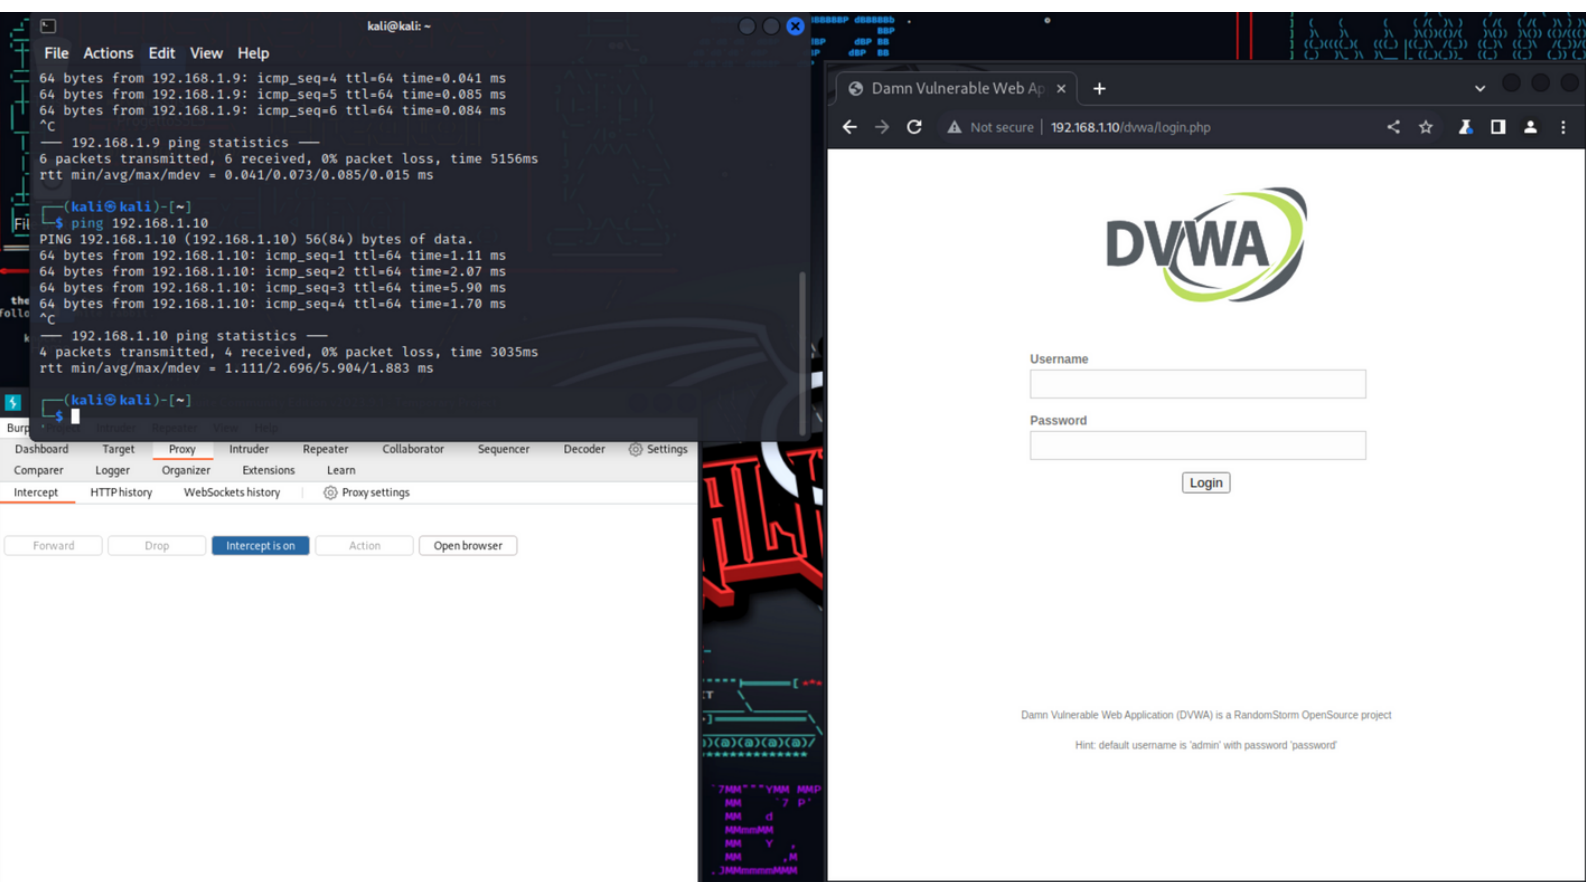 kali@kali: ~
File Actions Edit View Help
64 bytes from 192.168.1.9: icmp_seq=4 ttl=64 time=0.041 ms
64 bytes from 192.168.1.9: icmp_seq=5 ttl=64 time=0.085 ms
64 bytes from 192.168.1.9: icmp_seq=6 ttl=64 time=0.084 ms
^C
— 192.168.1.9 ping statistics —
6 packets transmitted, 6 received, 0% packet loss, time 5156ms
rtt min/avg/max/mdev = 0.041/0.073/0.085/0.015 ms
(kali㉿kali)-[~]
$ ping 192.168.1.10
PING 192.168.1.10 (192.168.1.10) 56(84) bytes of data.
64 bytes from 192.168.1.10: icmp_seq=1 ttl=64 time=1.11 ms
64 bytes from 192.168.1.10: icmp_seq=2 ttl=64 time=2.07 ms
64 bytes from 192.168.1.10: icmp_seq=3 ttl=64 time=5.90 ms
64 bytes from 192.168.1.10: icmp_seq=4 ttl=64 time=1.70 ms
^C
— 192.168.1.10 ping statistics —
4 packets transmitted, 4 received, 0% packet loss, time 3035ms
rtt min/avg/max/mdev = 1.111/2.696/5.904/1.883 ms
(kali㉿kali)-[~]
$
Burp Project Intruder Repeater View Help
Dashboard Target Proxy Intruder Repeater Collaborator Sequencer Decoder Settings
Comparer Logger Organizer Extensions Learn
Intercept HTTP history WebSockets history Proxy settings
Forward Drop Intercept is on Action Open browser
Damn Vulnerable Web Ap
Not secure 192.168.1.10/dvwa/login.php
DVWA
Username
Password
Login
Damn Vulnerable Web Application (DVWA) is a RandomStorm OpenSource project
Hint: default username is 'admin' with password 'password'